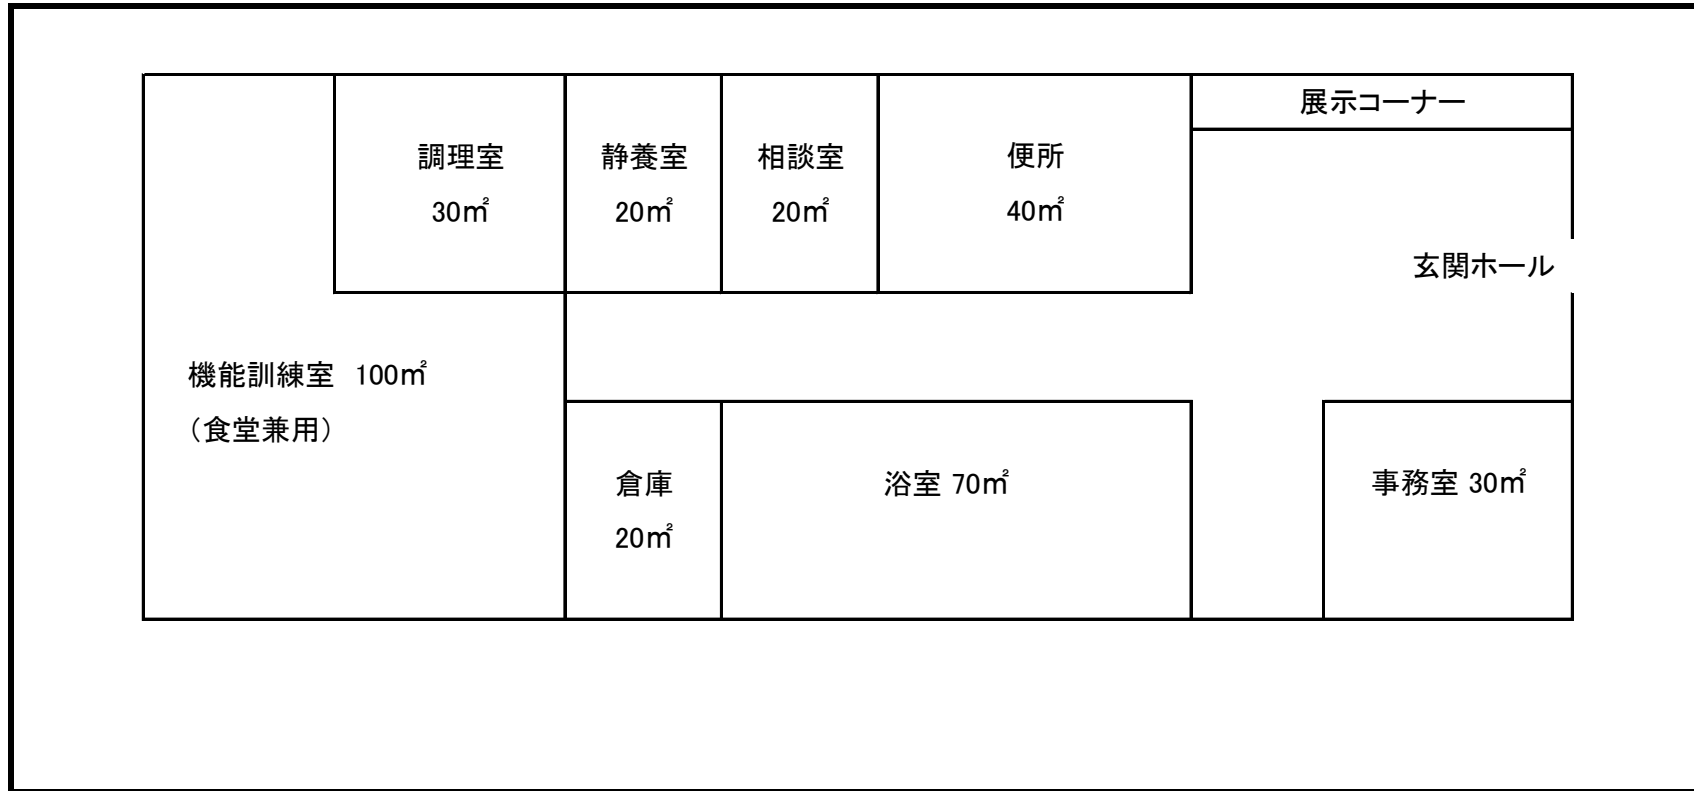 展示コーナー
調理室
30㎡
静養室
20㎡
相談室
20㎡
便所
40㎡
玄関ホール
機能訓練室　100㎡
（食堂兼用）
倉庫
20㎡
浴室 70㎡
事務室 30㎡